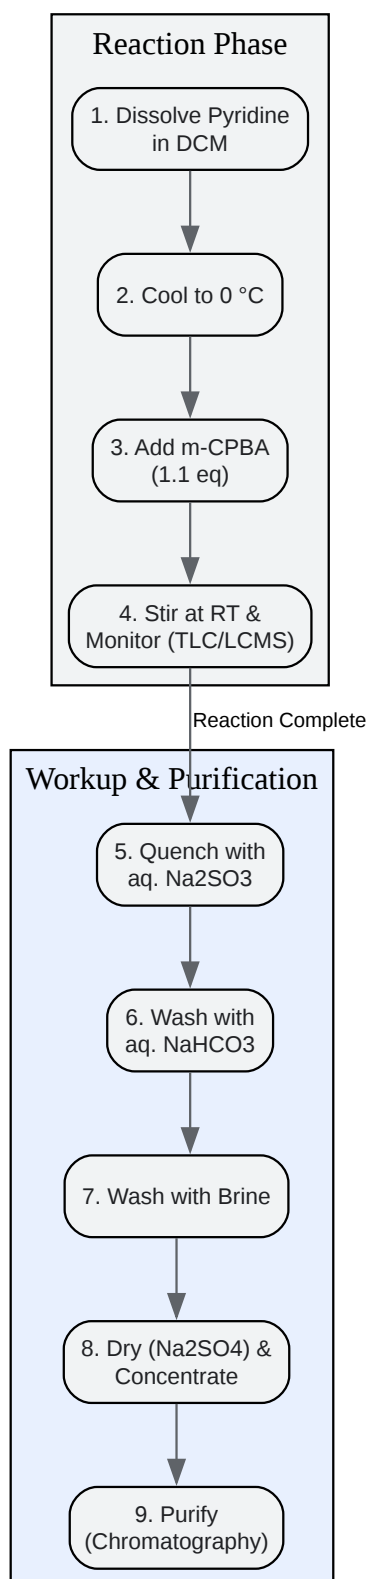 Reaction Phase
1. Dissolve Pyridine
in DCM
2. Cool to 0 °C
3. Add m-CPBA
(1.1 eq)
4. Stir at RT &
Monitor (TLC/LCMS)
Reaction Complete
Workup & Purification
5. Quench with
aq. Na2SO3
6. Wash with
aq. NaHCO3
7. Wash with Brine
8. Dry (Na2SO4) &
Concentrate
9. Purify
(Chromatography)